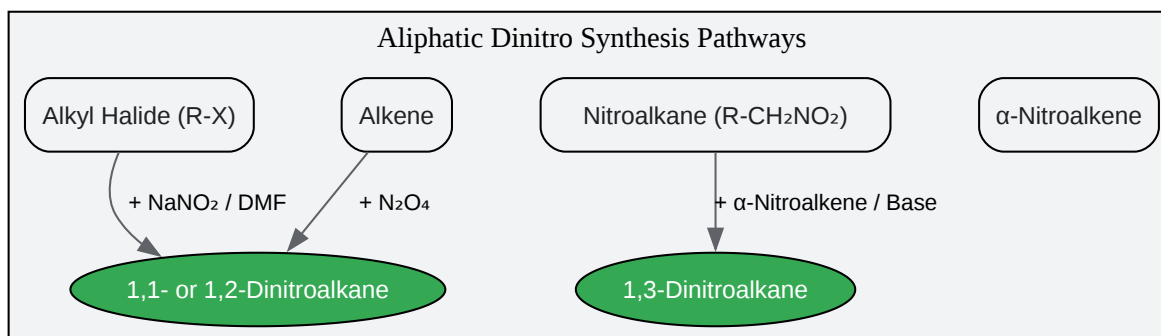 Aliphatic Dinitro Synthesis Pathways
Alkyl Halide (R-X)
Alkene
Nitroalkane (R-CH₂NO₂)
α-Nitroalkene
+ NaNO₂ / DMF
+ N₂O₄
+ α-Nitroalkene / Base
1,1- or 1,2-Dinitroalkane
1,3-Dinitroalkane